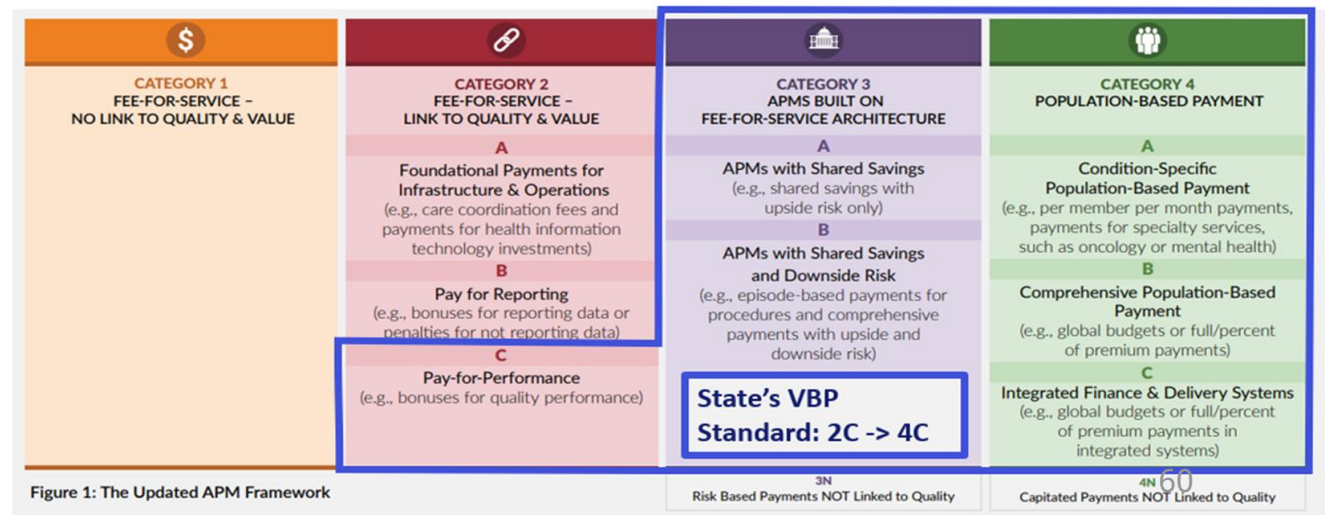 $
CATEGORY 1
FEE-FOR-SERVICE –
NO LINK TO QUALITY & VALUE
CATEGORY 2
FEE-FOR-SERVICE –
LINK TO QUALITY & VALUE
A
Foundational Payments for
Infrastructure & Operations
(e.g., care coordination fees and
payments for health information
technology investments)
B
Pay for Reporting
(e.g., bonuses for reporting data or
penalties for not reporting data)
C
Pay-for-Performance
(e.g., bonuses for quality performance)
CATEGORY 3
APMS BUILT ON
FEE-FOR-SERVICE ARCHITECTURE
A
APMs with Shared Savings
(e.g., shared savings with
upside risk only)
B
APMs with Shared Savings
and Downside Risk
(e.g., episode-based payments for
procedures and comprehensive
payments with upside and
downside risk)
State's VBP
Standard: 2C -> 4C
CATEGORY 4
POPULATION-BASED PAYMENT
A
Condition-Specific
Population-Based Payment
(e.g., per member per month payments,
payments for specialty services,
such as oncology or mental health)
B
Comprehensive Population-Based
Payment
(e.g., global budgets or full/percent
of premium payments)
C
Integrated Finance & Delivery Systems
(e.g., global budgets or full/percent
of premium payments in
integrated systems)
Figure 1: The Updated APM Framework
3N
Risk Based Payments NOT Linked to Quality
4N
60
Capitated Payments NOT Linked to Quality